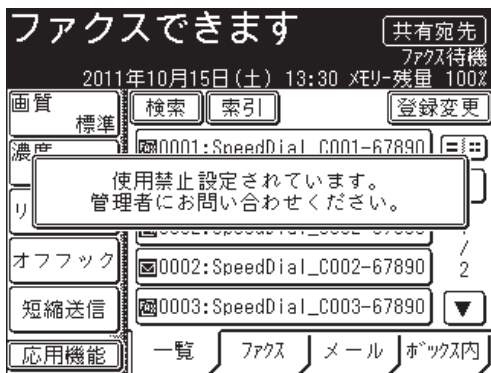 ファクスできます
共有宛先
ファクス待機
2011年10月15日(土) 13:30 メモリー残量 100%
画質
標準
検索
索引
登録変更
濃度
0001:SpeedDial_C001-67890
使用禁止設定されています。
管理者にお問い合わせください。
リ
オフフック
0002:SpeedDial_C002-67890
/
2
短縮送信
0003:SpeedDial_C003-67890
▼
応用機能
一覧
ファクス
メール
ボックス内